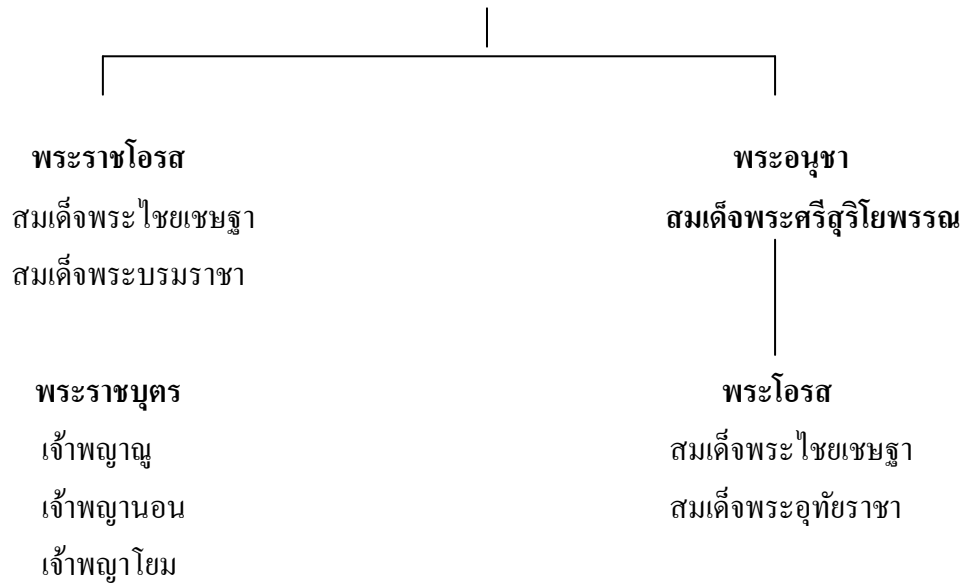 พระราชโอรส
สมเด็จพระไชยเชษฐา
สมเด็จพระบรมราชา
พระราชบุตร
เจ้าพญาณู
เจ้าพญานอน
เจ้าพญาโยม
พระอนุชา
สมเด็จพระศรีสุริโยพรรณ
พระโอรส
สมเด็จพระไชยเชษฐา
สมเด็จพระอุทัยราชา